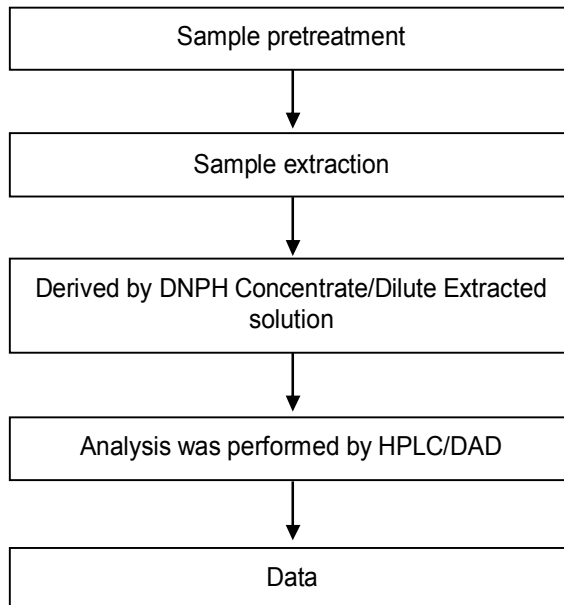 Sample pretreatment
Sample extraction
Derived by DNPH Concentrate/Dilute Extracted
solution
Analysis was performed by HPLC/DAD
Data